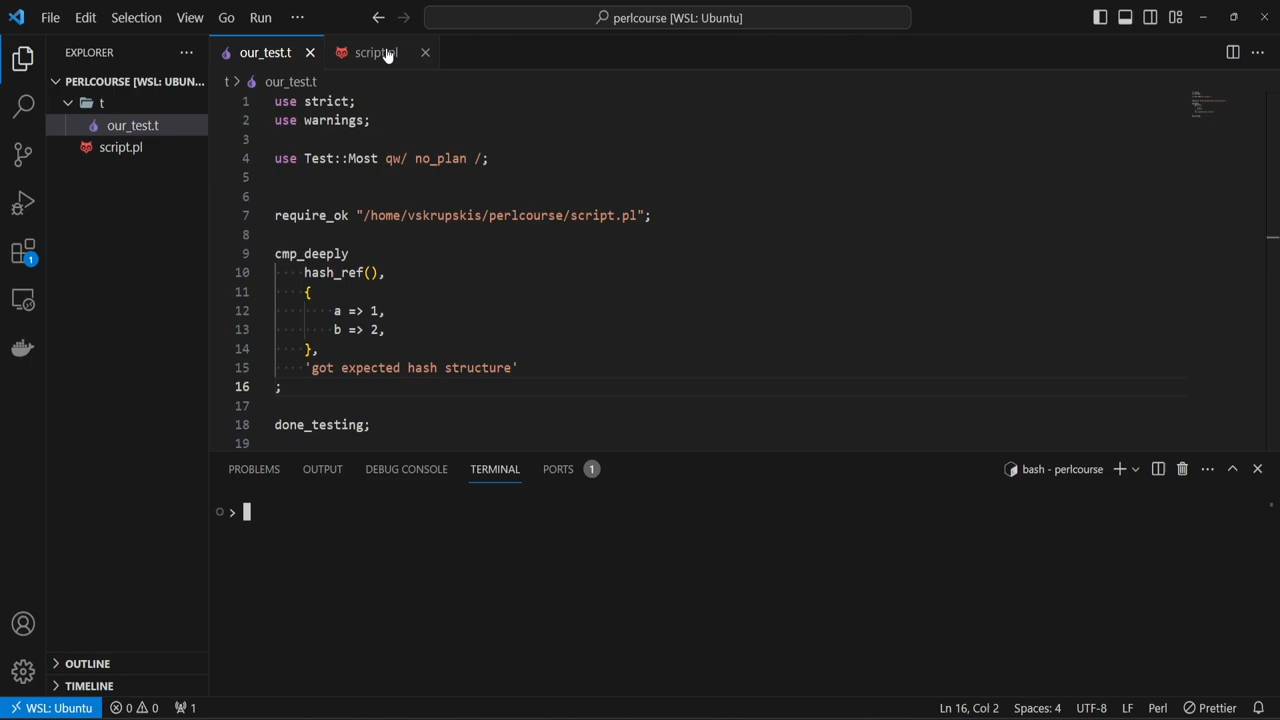 File Edit Selection View Go Run ··· perlcourse [WSL: Ubuntu]
EXPLORER ···
our_test.t script.pl
PERLCOURSE [WSL: UBUN...
t
our_test.t
script.pl
t > our_test.t
1 use strict;
2 use warnings;
3
4 use Test::Most qw/ no_plan /;
5
6
7 require_ok "/home/vskrupskis/perlcourse/script.pl";
8
9 cmp_deeply
10 hash_ref(),
11 {
12 a => 1,
13 b => 2,
14 },
15 'got expected hash structure'
16 ;
17
18 done_testing;
19
PROBLEMS OUTPUT DEBUG CONSOLE TERMINAL PORTS 1
bash - perlcourse
>
1
OUTLINE
TIMELINE
WSL: Ubuntu 0 0 1 Ln 16, Col 2 Spaces: 4 UTF-8 LF Perl Prettier